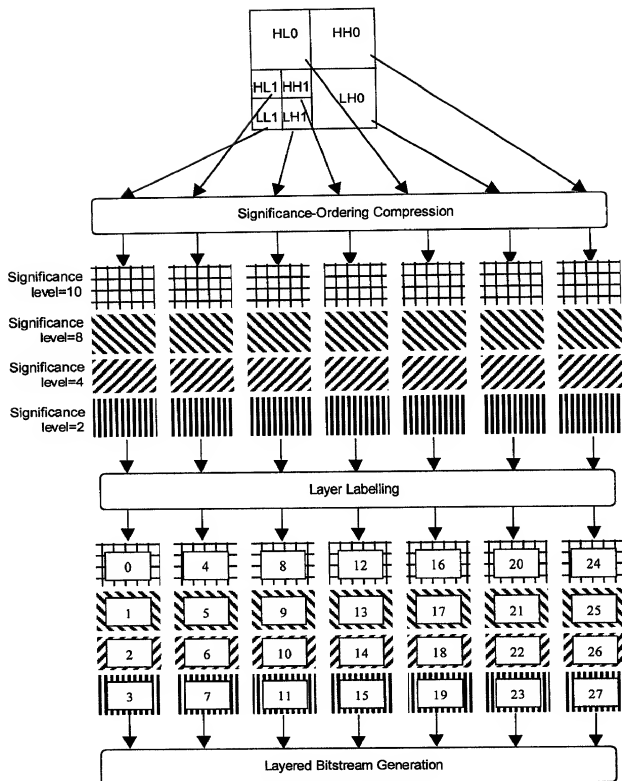 HL0 HH0
HL1 HH1
LH0
LL1 LH1
Significance-Ordering Compression
Significance
level=10
Significance
level=8
Significance
level=4
Significance
level=2
Layer Labelling
0 4 8 12 16 20 24
1 5 9 13 17 21 25
2 6 10 14 18 22 26
3 7 11 15 19 23 27
Layered Bitstream Generation